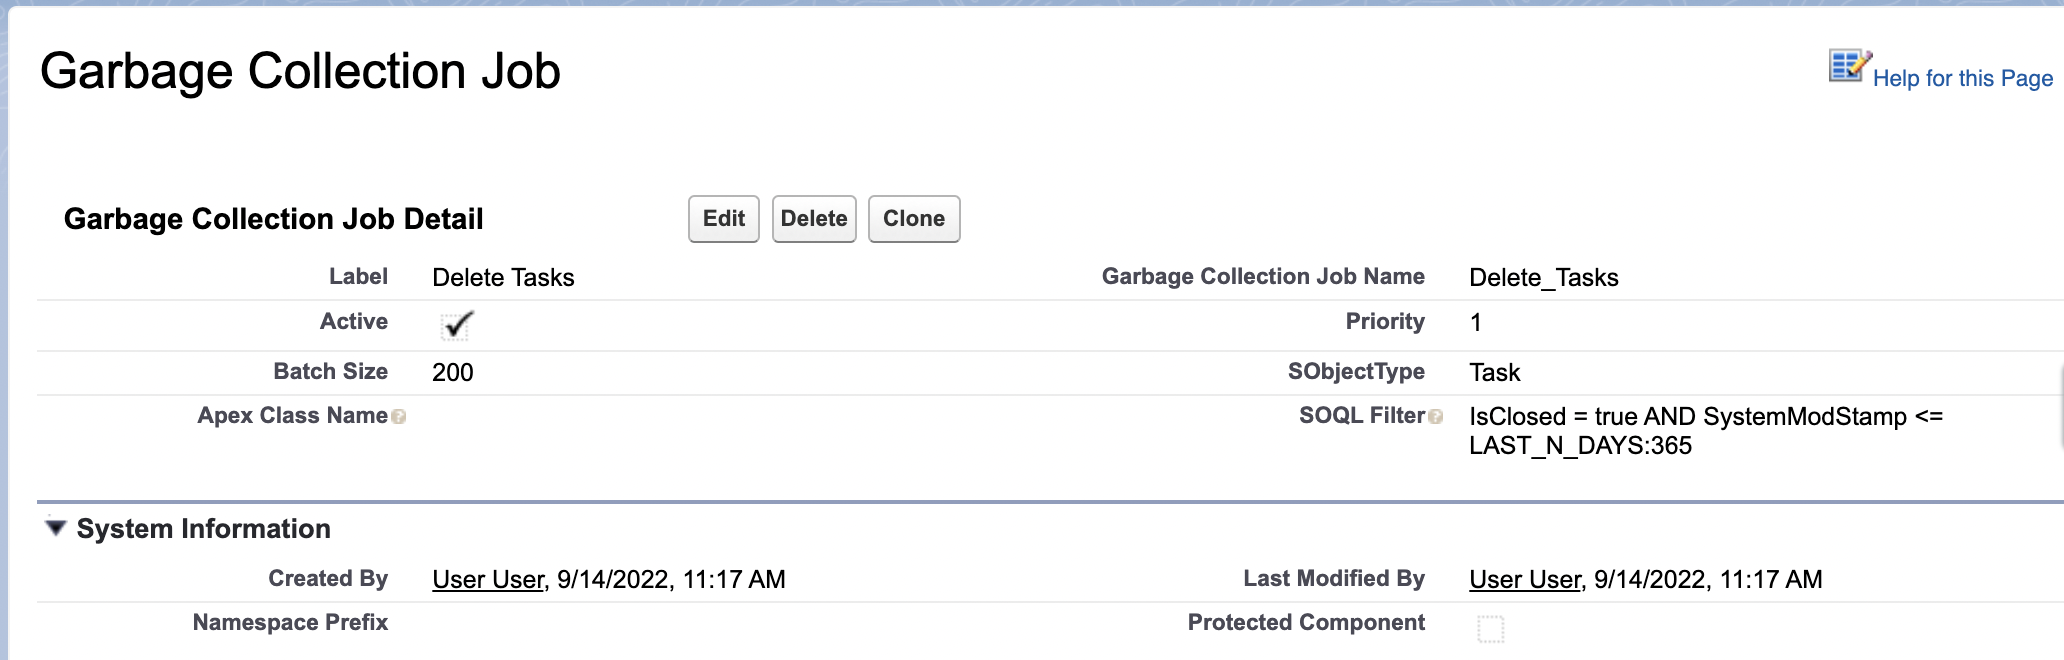 Garbage Collection Job
Help for this Page
Garbage Collection Job Detail
Edit
Delete
Clone
Label Delete Tasks
Garbage Collection Job Name Delete_Tasks
Active
Priority 1
Batch Size 200
SObjectType Task
Apex Class Name ?
SOQL Filter ? IsClosed = true AND SystemModStamp <=
LAST_N_DAYS:365
System Information
Created By User User, 9/14/2022, 11:17 AM
Last Modified By User User, 9/14/2022, 11:17 AM
Namespace Prefix
Protected Component